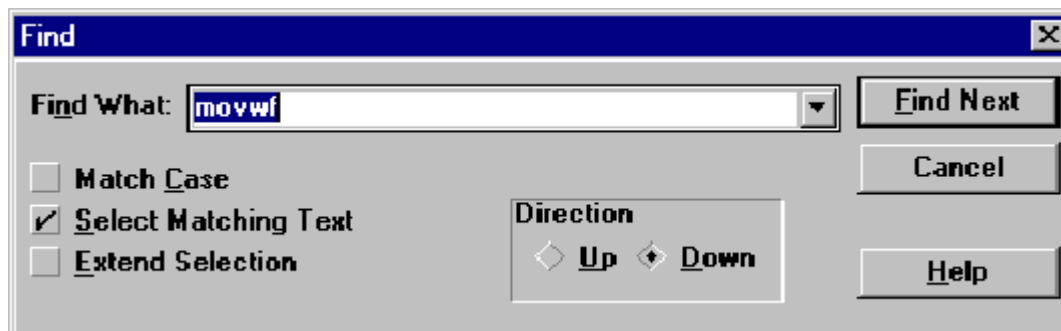 Find
Find What: movwf
Find Next
Cancel
Match Case
Select Matching Text
Extend Selection
Direction
Up Down
Help